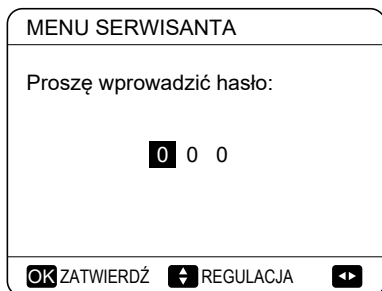 MENU SERWISANTA
Proszę wprowadzić hasło:
0 0 0
OK ZATWIERDŹ REGULACJA